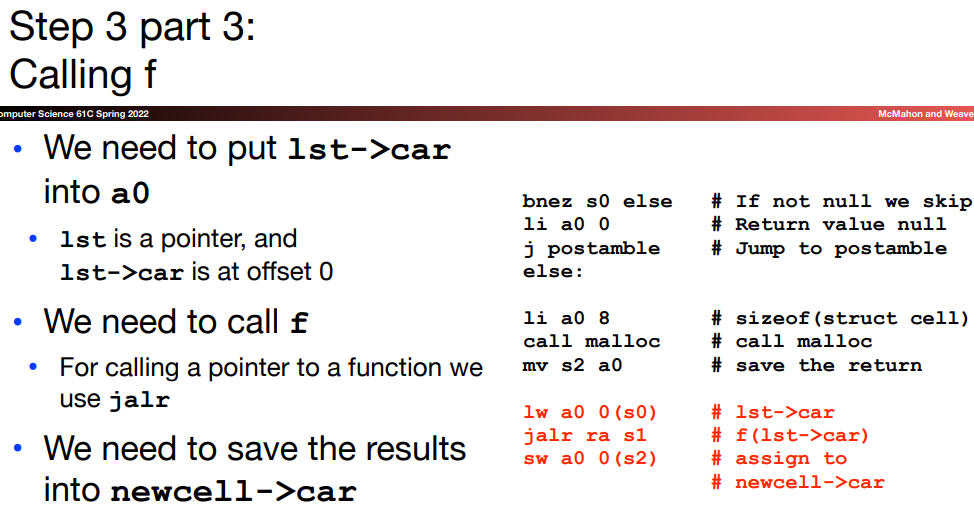 Step 3 part 3:
Calling f
omputer Science 61C Spring 2022
McMahon and Weave
• We need to put lst->car
into a0
• lst is a pointer, and
lst->car is at offset 0
• We need to call f
• For calling a pointer to a function we
use jalr
• We need to save the results
into newcell->car
bnez s0 else # If not null we skip
li a0 0 # Return value null
j postamble # Jump to postamble
else:
li a0 8 # sizeof(struct cell)
call malloc # call malloc
mv s2 a0 # save the return
lw a0 0(s0) # lst->car
jalr ra s1 # f(lst->car)
sw a0 0(s2) # assign to
# newcell->car